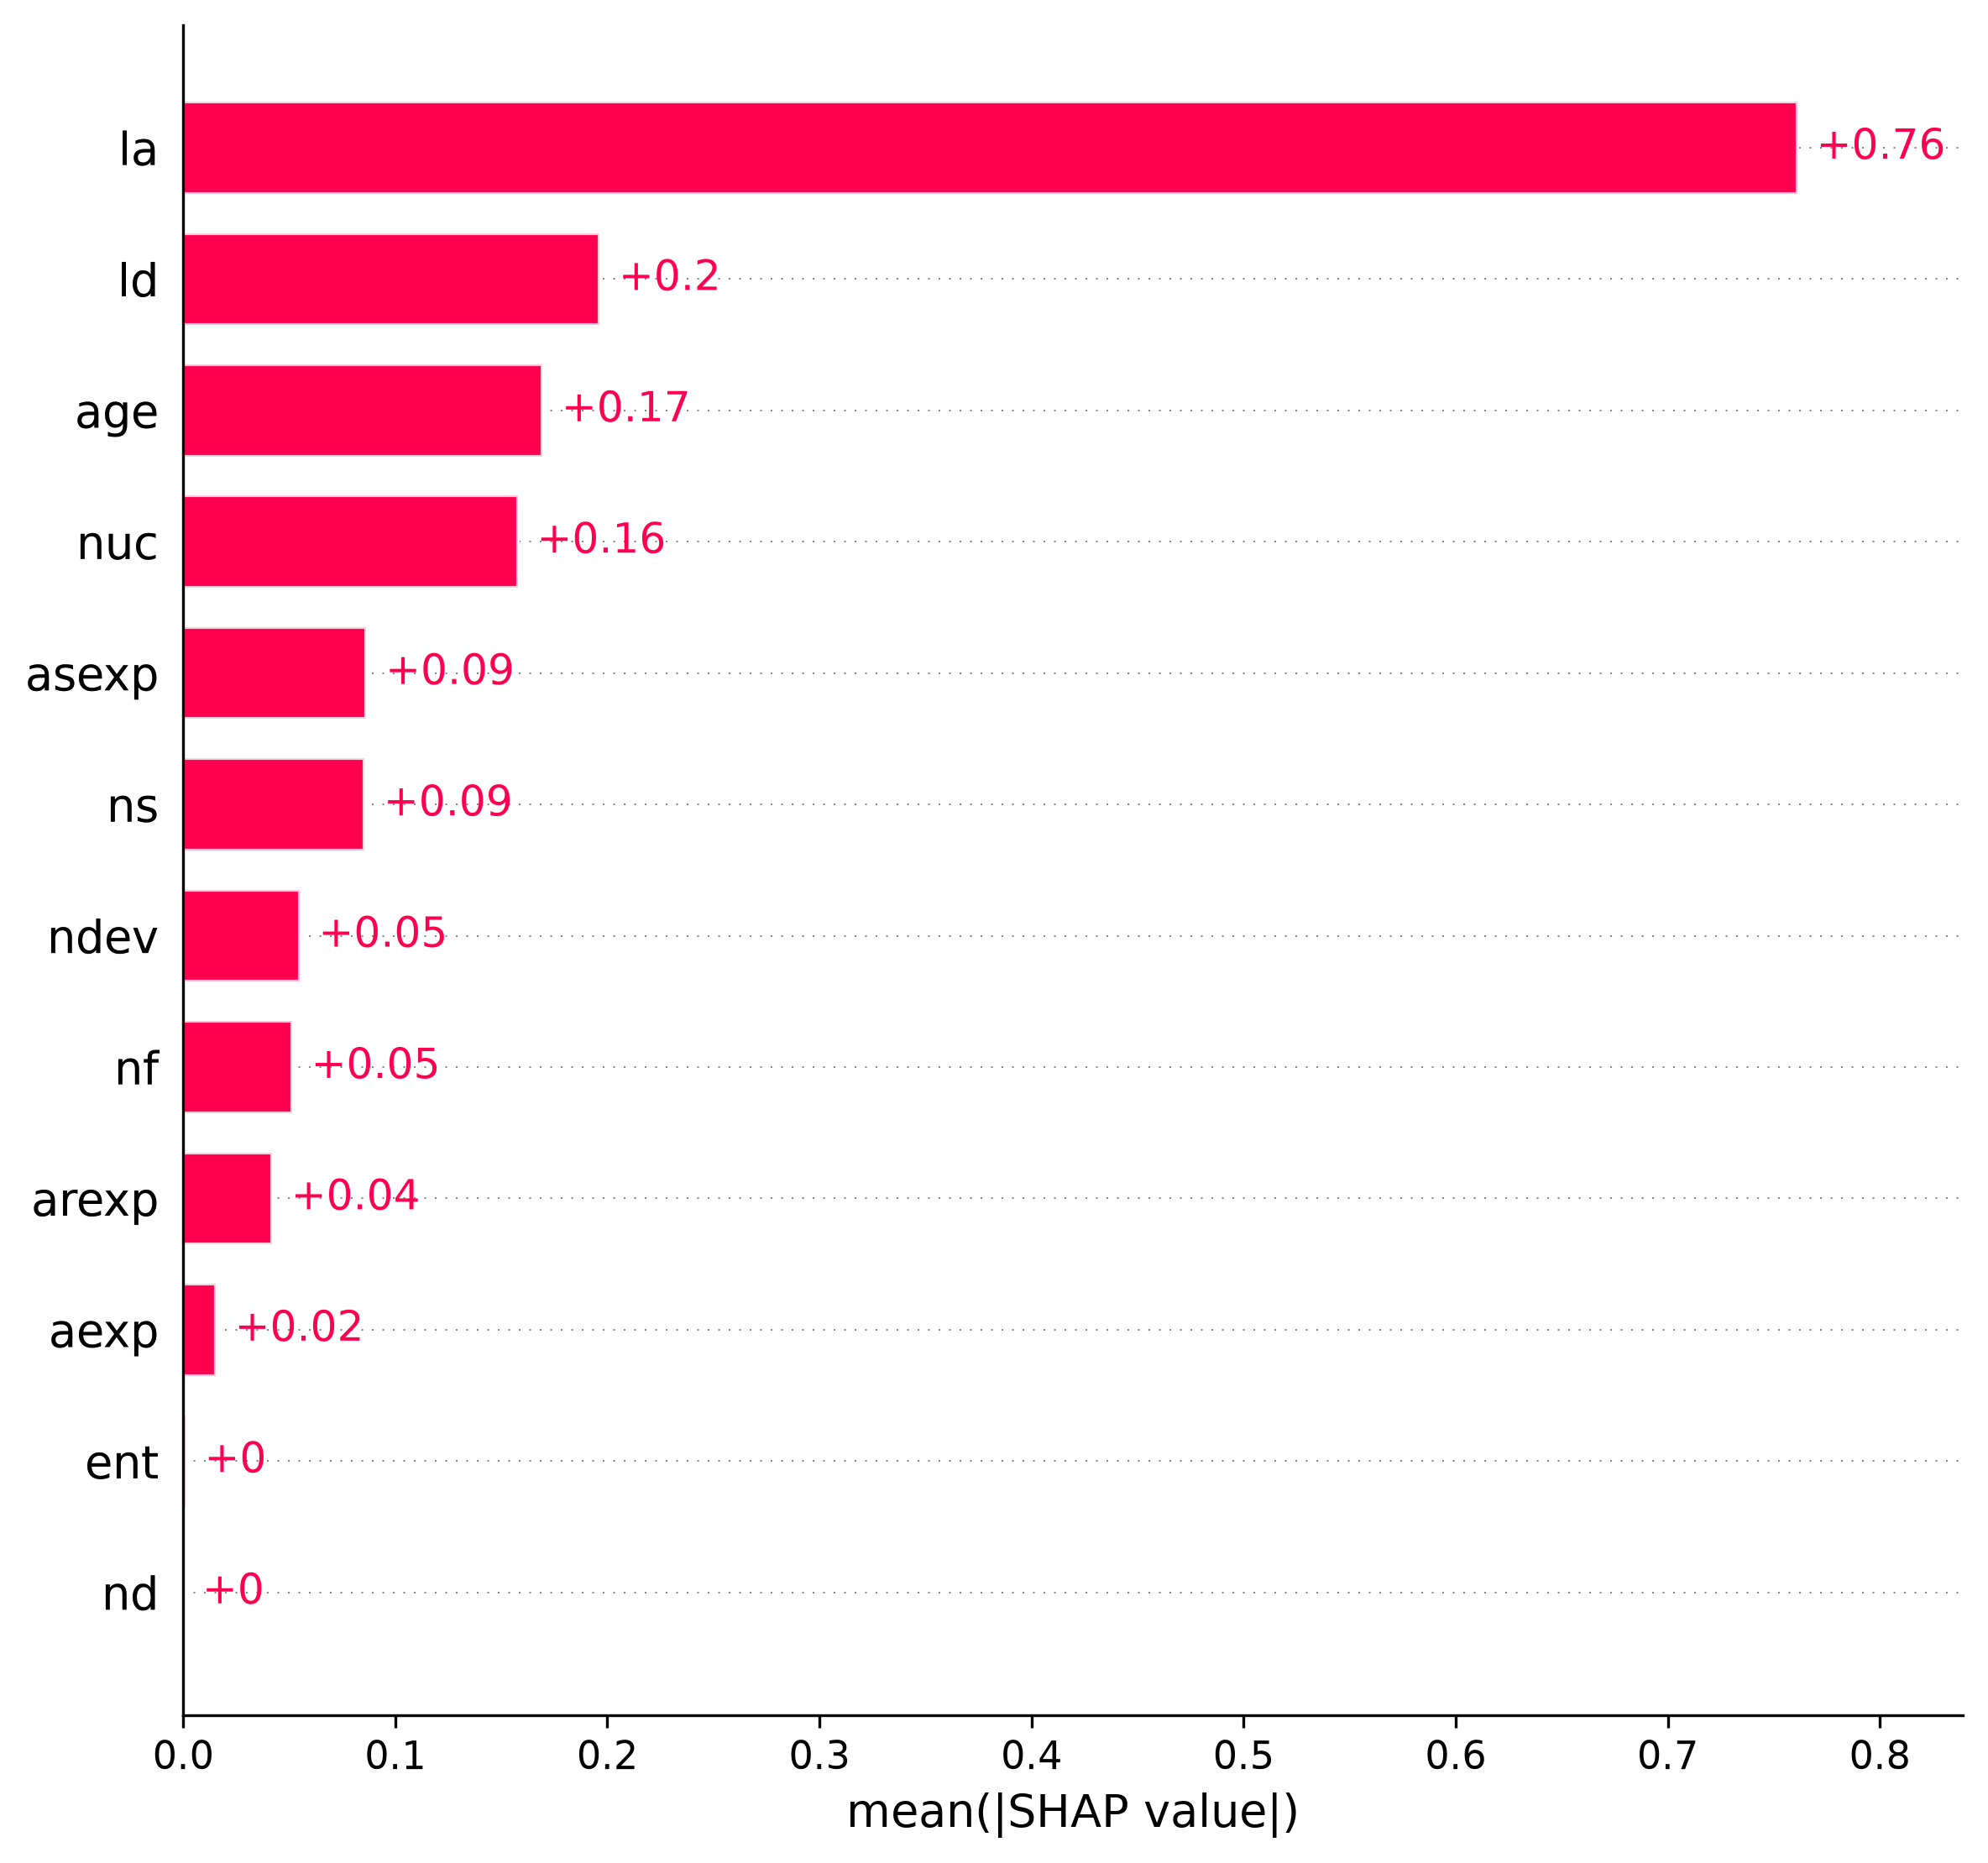 la +0.76
ld +0.2
age +0.17
nuc +0.16
asexp +0.09
ns +0.09
ndev +0.05
nf +0.05
arexp +0.04
aexp +0.02
ent +0
nd +0
0.0 0.1 0.2 0.3 0.4 0.5 0.6 0.7 0.8
mean(|SHAP value|)